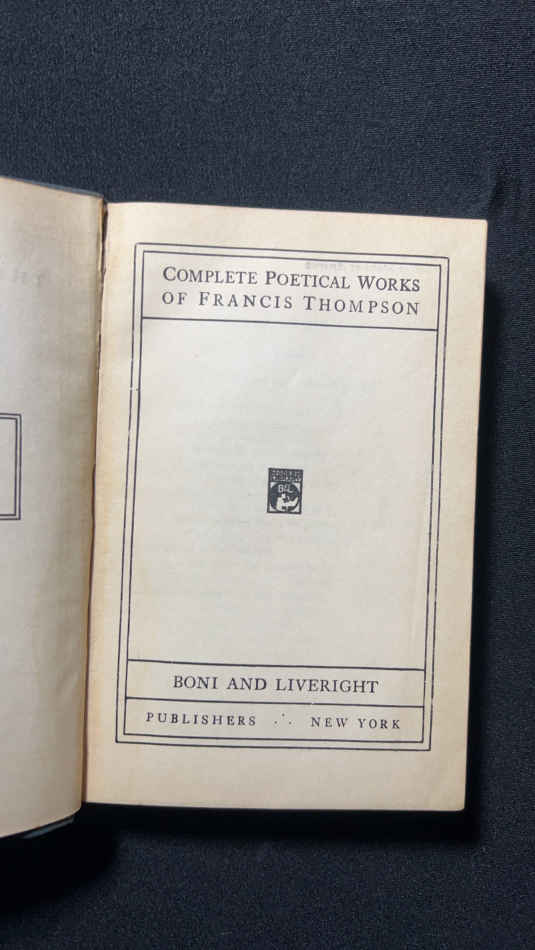 COMPLETE POETICAL WORKS
OF FRANCIS THOMPSON
BONI AND LIVERIGHT
PUBLISHERS ∴ NEW YORK